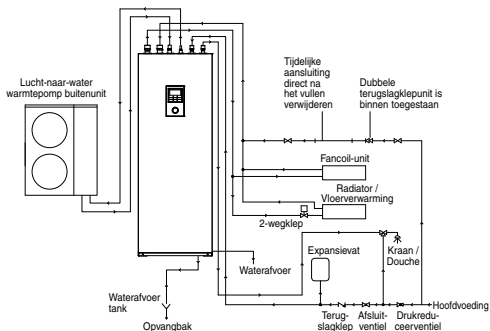 Lucht-naar-water
warmtepomp buitenunit
Tijdelijke
aansluiting
direct na
het vullen
verwijderen
Dubbele
terugslagklepunit is
binnen toegestaan
Fancoil-unit
Radiator /
Vloerverwarming
2-wegklep
Expansievat
Kraan /
Douche
Waterafvoer
Waterafvoer
tank
Opvangbak
Terug-
slagklep
Afsluit-
ventiel
Drukredu-
ceerventiel
Hoofdvoeding